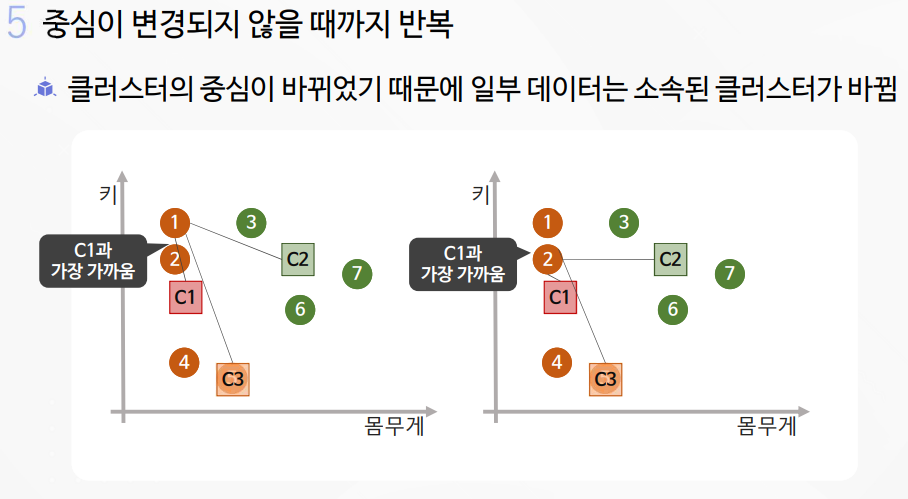 5 중심이 변경되지 않을 때까지 반복
클러스터의 중심이 바뀌었기 때문에 일부 데이터는 소속된 클러스터가 바뀜
키
1
3
C1과
가장 가까움
2
C2
7
C1
6
4
C3
몸무게
키
1
3
C1과
가장 가까움
2
C2
7
C1
6
4
C3
몸무게